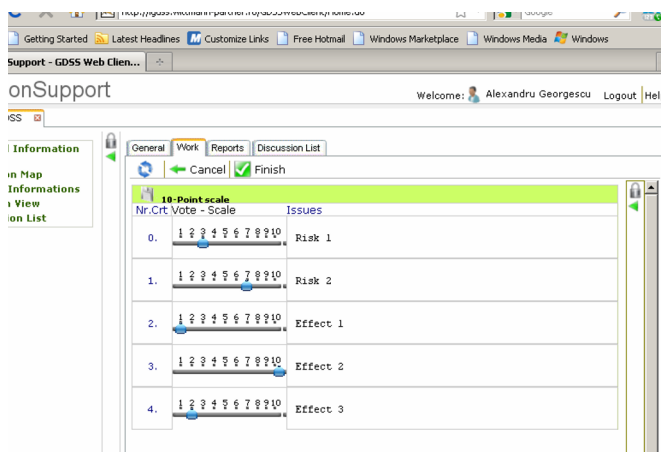 Google
Getting Started Latest Headlines Customize Links Free Hotmail Windows Marketplace Windows Media Windows
Support - GDSS Web Clien...
onSupport
Welcome: Alexandru Georgescu Logout Hel
DSS
Information
General Work Reports Discussion List
on Map
Cancel Finish
Informations
View
ion List
10-Point scale
Nr.Crt Vote - Scale Issues
0. 1 2 3 4 5 6 7 8 9 10 Risk 1
1. 1 2 3 4 5 6 7 8 9 10 Risk 2
2. 1 2 3 4 5 6 7 8 9 10 Effect 1
3. 1 2 3 4 5 6 7 8 9 10 Effect 2
4. 1 2 3 4 5 6 7 8 9 10 Effect 3